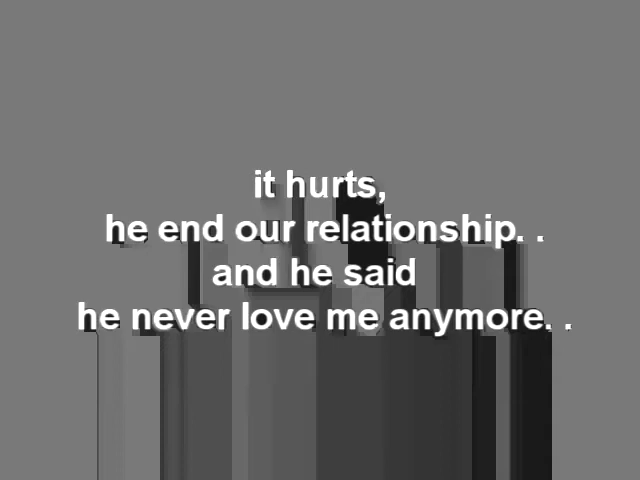 it hurts,
he end our relationship. .
and he said
he never love me anymore. .